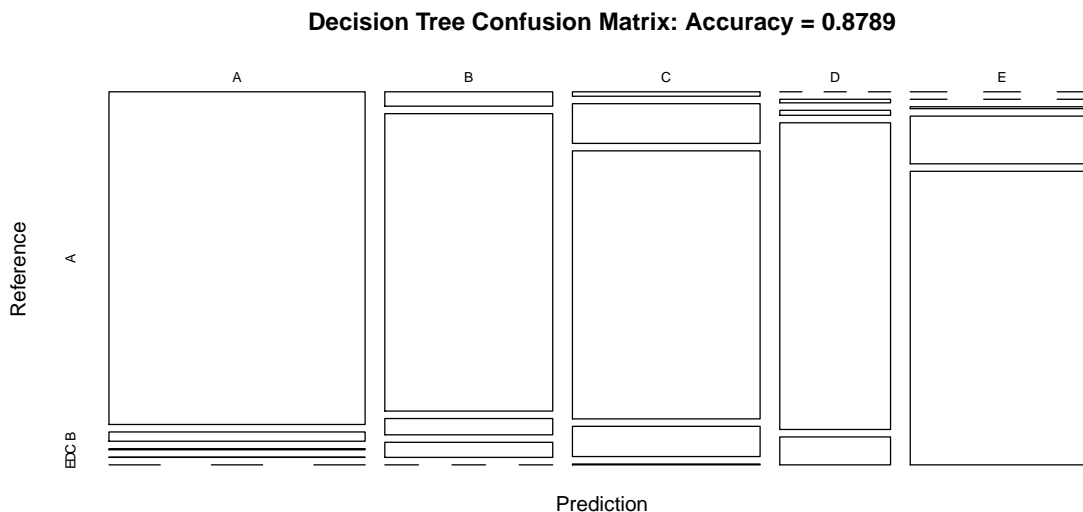 Decision Tree Confusion Matrix: Accuracy = 0.8789
A B C D E
Reference
A
B
C
D
E
Prediction